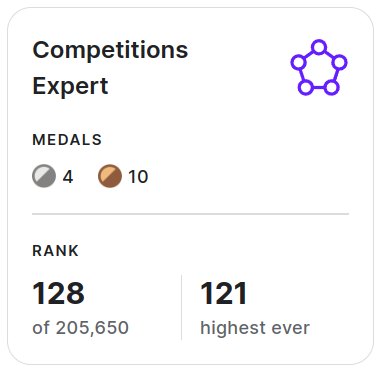 Competitions
Expert
MEDALS
4 10
RANK
128 121
of 205,650 highest ever